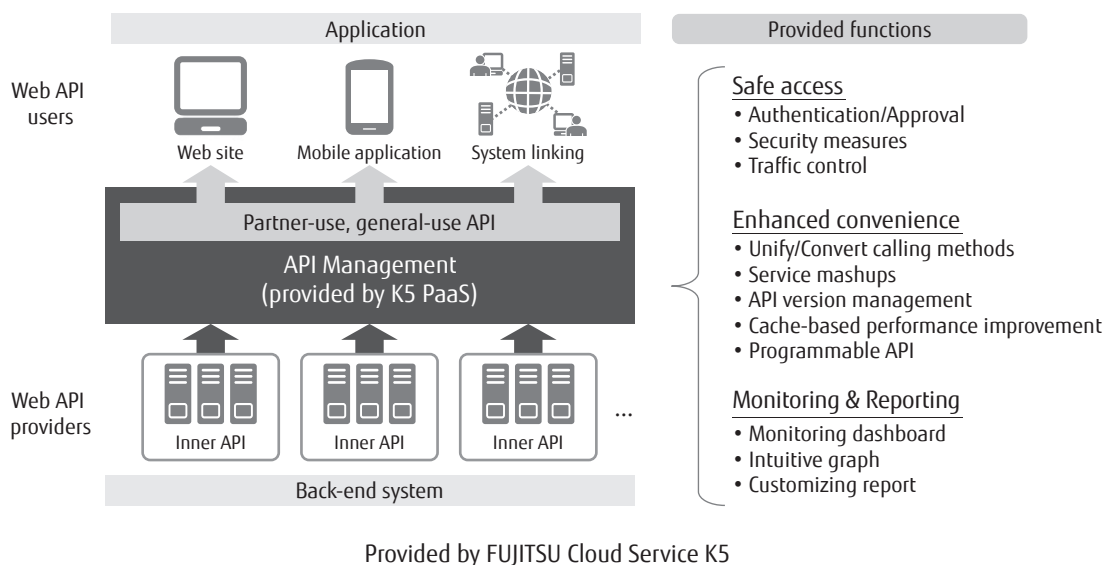 Application
Web API
users
Web site
Mobile application
System linking
Partner-use, general-use API
API Management
(provided by K5 PaaS)
Web API
providers
Inner API
Inner API
Inner API
...
Back-end system
Provided functions
Safe access
• Authentication/Approval
• Security measures
• Traffic control
Enhanced convenience
• Unify/Convert calling methods
• Service mashups
• API version management
• Cache-based performance improvement
• Programmable API
Monitoring & Reporting
• Monitoring dashboard
• Intuitive graph
• Customizing report
Provided by FUJITSU Cloud Service K5